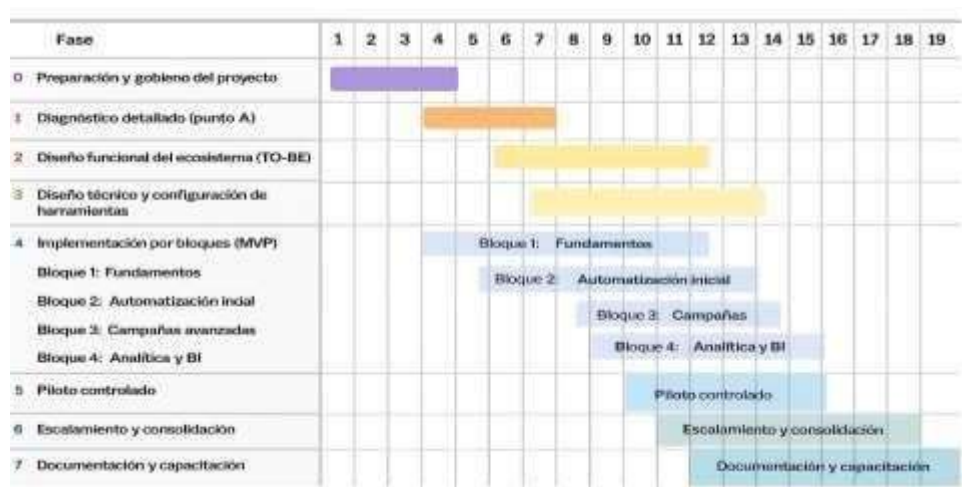 Fase 1 2 3 4 5 6 7 8 9 10 11 12 13 14 15 16 17 18 19
0 Preparación y gobieno del proyecto
1 Diagnóstico detallado (punto A)
2 Diseño funcional del ecosistema (TO-BE)
3 Diseño técnico y configuración de
harramientas
4 Implementación por bloques (MVP)
Bloque 1: Fundamentos
Bloque 1: Fundamentos
Bloque 2: Automatización inicial
Bloque 2: Automatización incial
Bloque 3: Campañas
Bloque 3: Campañas avanzadas
Bloque 4: Analítica y BI
Bloque 4: Analítica y BI
5 Piloto controlado
Piloto controlado
6 Escalamiento y consolidación
Escalamiento y consolidación
7 Documentación y capacitación
Documentación y capacitación